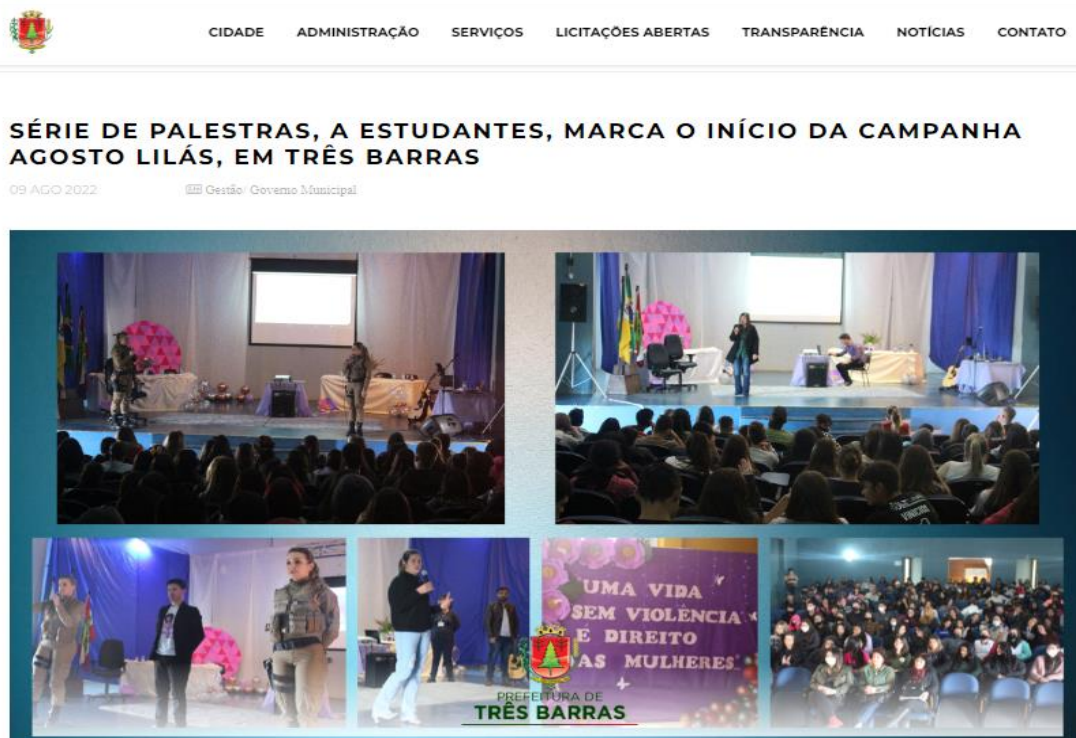 CIDADE ADMINISTRAÇÃO SERVIÇOS LICITAÇÕES ABERTAS TRANSPARÊNCIA NOTÍCIAS CONTATO
SÉRIE DE PALESTRAS, A ESTUDANTES, MARCA O INÍCIO DA CAMPANHA
AGOSTO LILÁS, EM TRÊS BARRAS
09 AGO 2022 Gestão/ Governo Municipal
UMA VIDA
SEM VIOLÊNCIA
É DIREITO
AS MULHERES
PREFEITURA DE
TRÊS BARRAS